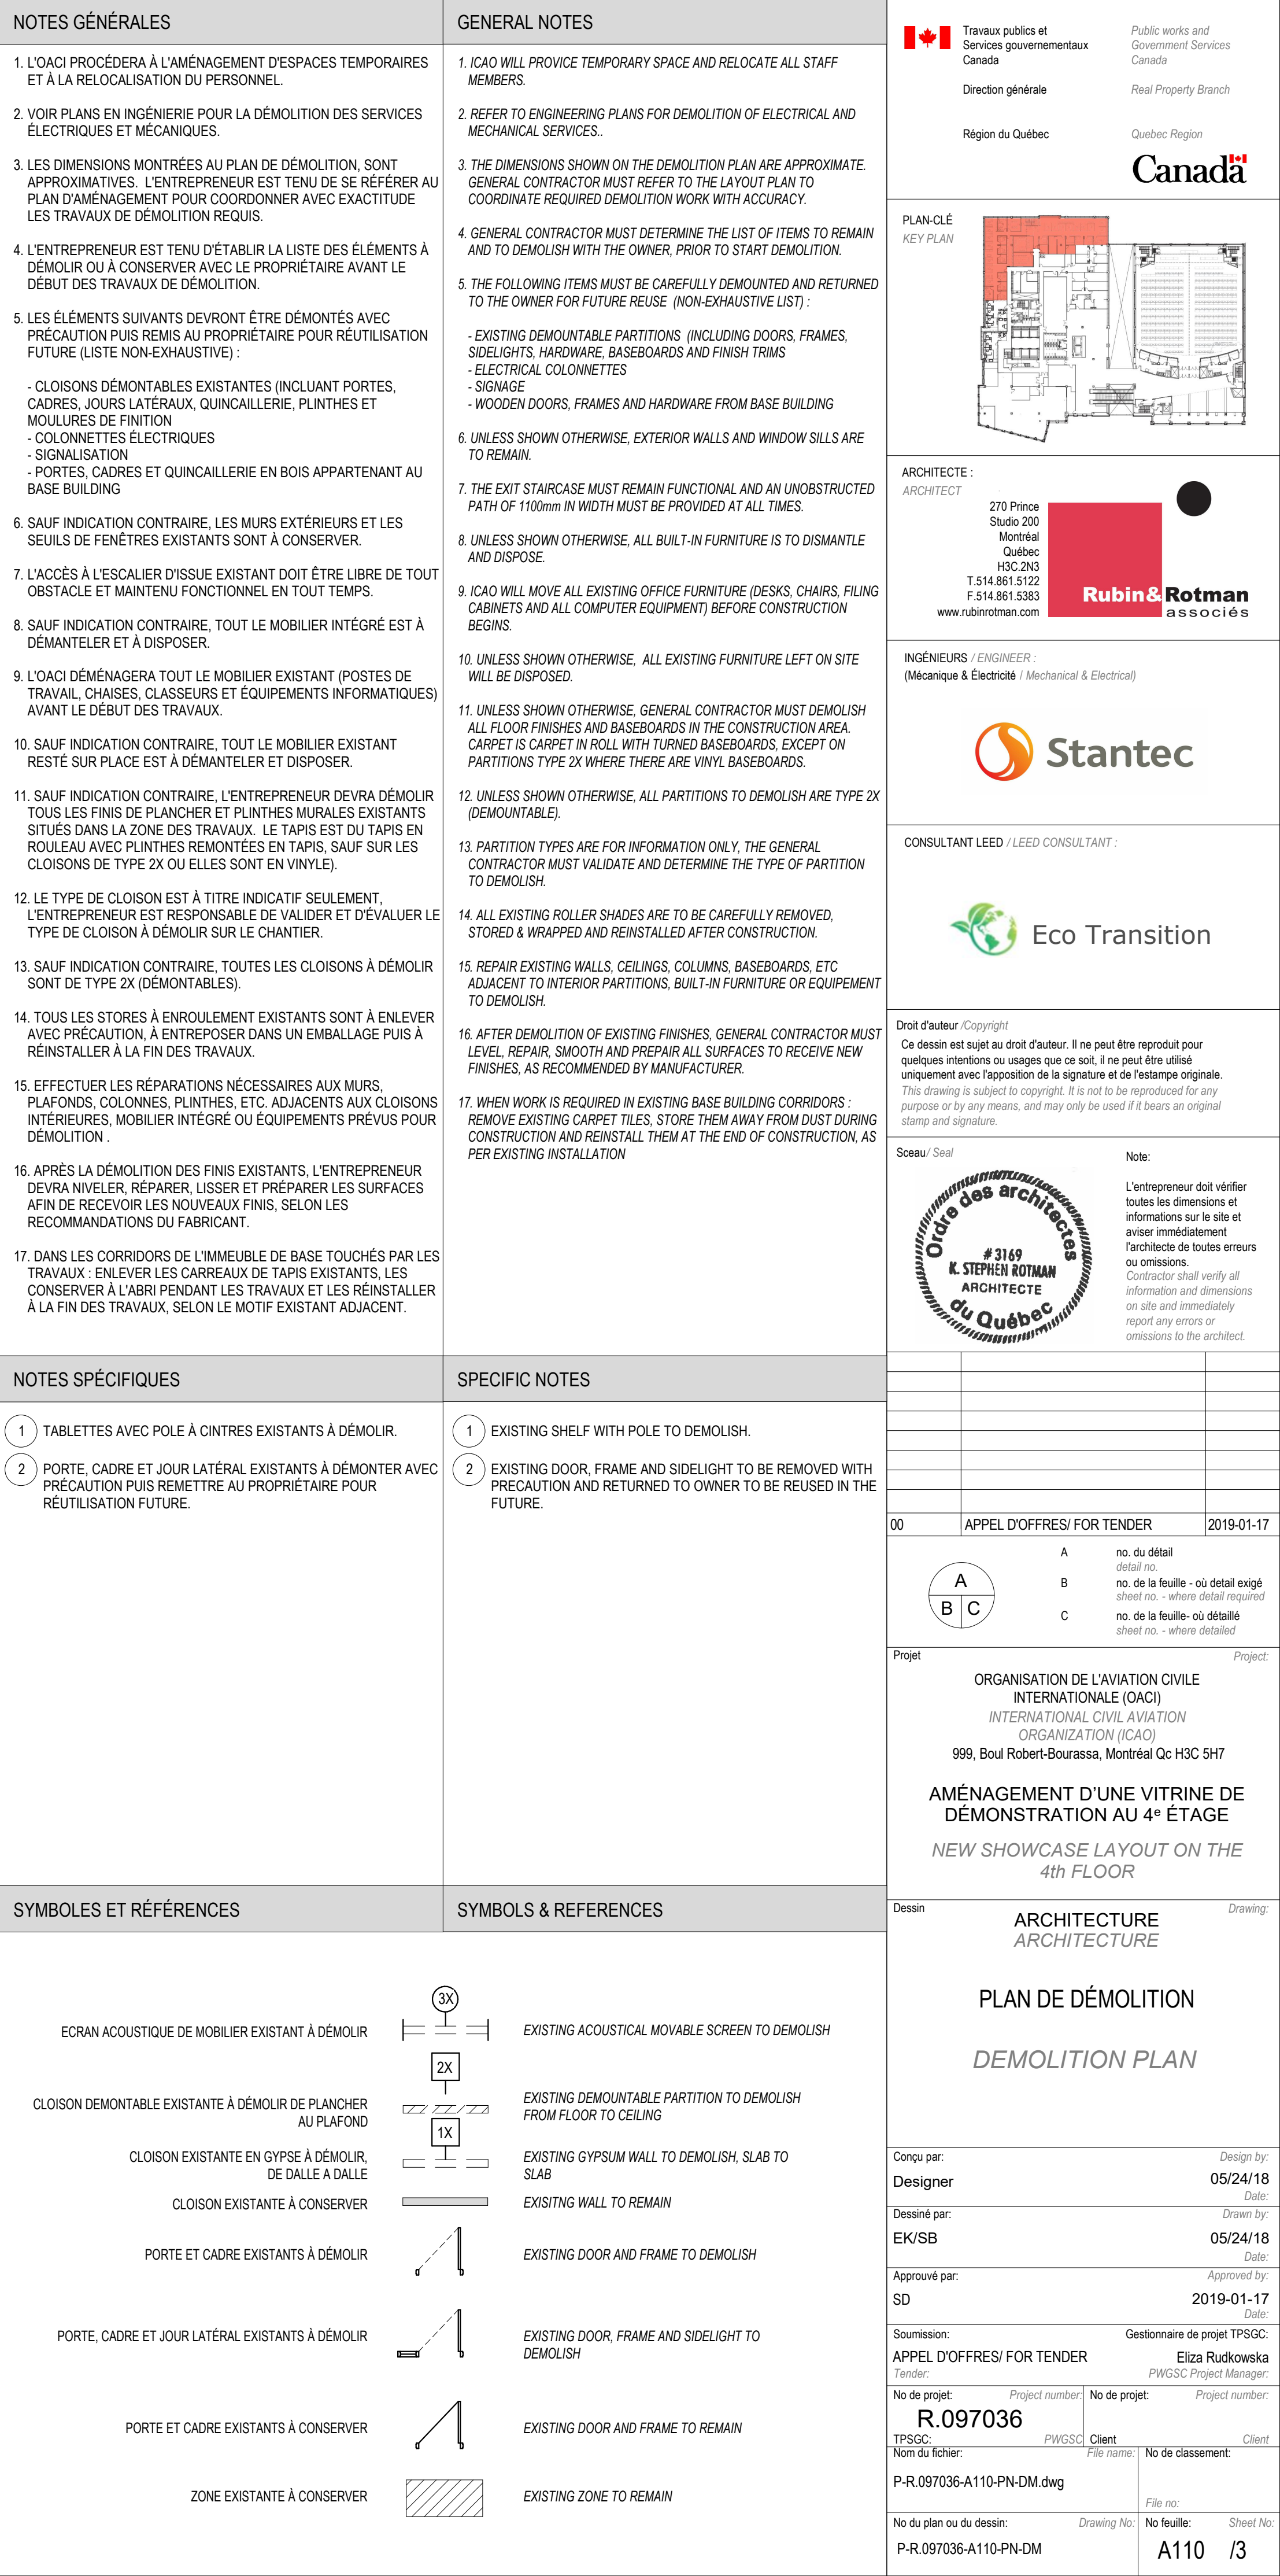 NOTES GÉNÉRALES
1. L'OACI PROCÉDERA À L'AMÉNAGEMENT D'ESPACES TEMPORAIRES
ET À LA RELOCALISATION DU PERSONNEL.
2. VOIR PLANS EN INGÉNIERIE POUR LA DÉMOLITION DES SERVICES
ÉLECTRIQUES ET MÉCANIQUES.
3. LES DIMENSIONS MONTRÉES AU PLAN DE DÉMOLITION, SONT
APPROXIMATIVES. L'ENTREPRENEUR EST TENU DE SE RÉFÉRER AU
PLAN D'AMÉNAGEMENT POUR COORDONNER AVEC EXACTITUDE
LES TRAVAUX DE DÉMOLITION REQUIS.
4. L'ENTREPRENEUR EST TENU D'ÉTABLIR LA LISTE DES ÉLÉMENTS À
DÉMOLIR OU À CONSERVER AVEC LE PROPRIÉTAIRE AVANT LE
DÉBUT DES TRAVAUX DE DÉMOLITION.
5. LES ÉLÉMENTS SUIVANTS DEVRONT ÊTRE DÉMONTÉS AVEC
PRÉCAUTION PUIS REMIS AU PROPRIÉTAIRE POUR RÉUTILISATION
FUTURE (LISTE NON-EXHAUSTIVE) :
- CLOISONS DÉMONTABLES EXISTANTES (INCLUANT PORTES,
CADRES, JOURS LATÉRAUX, QUINCAILLERIE, PLINTHES ET
MOULURES DE FINITION
- COLONNETTES ÉLECTRIQUES
- SIGNALISATION
- PORTES, CADRES ET QUINCAILLERIE EN BOIS APPARTENANT AU
BASE BUILDING
6. SAUF INDICATION CONTRAIRE, LES MURS EXTÉRIEURS ET LES
SEUILS DE FENÊTRES EXISTANTS SONT À CONSERVER.
7. L'ACCÈS À L'ESCALIER D'ISSUE EXISTANT DOIT ÊTRE LIBRE DE TOUT
OBSTACLE ET MAINTENU FONCTIONNEL EN TOUT TEMPS.
8. SAUF INDICATION CONTRAIRE, TOUT LE MOBILIER INTÉGRÉ EST À
DÉMANTELER ET À DISPOSER.
9. L'OACI DÉMÉNAGERA TOUT LE MOBILIER EXISTANT (POSTES DE
TRAVAIL, CHAISES, CLASSEURS ET ÉQUIPEMENTS INFORMATIQUES)
AVANT LE DÉBUT DES TRAVAUX.
10. SAUF INDICATION CONTRAIRE, TOUT LE MOBILIER EXISTANT
RESTÉ SUR PLACE EST À DÉMANTELER ET DISPOSER.
11. SAUF INDICATION CONTRAIRE, L'ENTREPRENEUR DEVRA DÉMOLIR
TOUS LES FINIS DE PLANCHER ET PLINTHES MURALES EXISTANTS
SITUÉS DANS LA ZONE DES TRAVAUX. LE TAPIS EST DU TAPIS EN
ROULEAU AVEC PLINTHES REMONTÉES EN TAPIS, SAUF SUR LES
CLOISONS DE TYPE 2X OU ELLES SONT EN VINYLE).
12. LE TYPE DE CLOISON EST À TITRE INDICATIF SEULEMENT,
L'ENTREPRENEUR EST RESPONSABLE DE VALIDER ET D'ÉVALUER LE
TYPE DE CLOISON À DÉMOLIR SUR LE CHANTIER.
13. SAUF INDICATION CONTRAIRE, TOUTES LES CLOISONS À DÉMOLIR
SONT DE TYPE 2X (DÉMONTABLES).
14. TOUS LES STORES À ENROULEMENT EXISTANTS SONT À ENLEVER
AVEC PRÉCAUTION, À ENTREPOSER DANS UN EMBALLAGE PUIS À
RÉINSTALLER À LA FIN DES TRAVAUX.
15. EFFECTUER LES RÉPARATIONS NÉCESSAIRES AUX MURS,
PLAFONDS, COLONNES, PLINTHES, ETC. ADJACENTS AUX CLOISONS
INTÉRIEURES, MOBILIER INTÉGRÉ OU ÉQUIPEMENTS PRÉVUS POUR
DÉMOLITION .
16. APRÈS LA DÉMOLITION DES FINIS EXISTANTS, L'ENTREPRENEUR
DEVRA NIVELER, RÉPARER, LISSER ET PRÉPARER LES SURFACES
AFIN DE RECEVOIR LES NOUVEAUX FINIS, SELON LES
RECOMMANDATIONS DU FABRICANT.
17. DANS LES CORRIDORS DE L'IMMEUBLE DE BASE TOUCHÉS PAR LES
TRAVAUX : ENLEVER LES CARREAUX DE TAPIS EXISTANTS, LES
CONSERVER À L'ABRI PENDANT LES TRAVAUX ET LES RÉINSTALLER
À LA FIN DES TRAVAUX, SELON LE MOTIF EXISTANT ADJACENT.
GENERAL NOTES
1. ICAO WILL PROVICE TEMPORARY SPACE AND RELOCATE ALL STAFF
MEMBERS.
2. REFER TO ENGINEERING PLANS FOR DEMOLITION OF ELECTRICAL AND
MECHANICAL SERVICES..
3. THE DIMENSIONS SHOWN ON THE DEMOLITION PLAN ARE APPROXIMATE.
GENERAL CONTRACTOR MUST REFER TO THE LAYOUT PLAN TO
COORDINATE REQUIRED DEMOLITION WORK WITH ACCURACY.
4. GENERAL CONTRACTOR MUST DETERMINE THE LIST OF ITEMS TO REMAIN
AND TO DEMOLISH WITH THE OWNER, PRIOR TO START DEMOLITION.
5. THE FOLLOWING ITEMS MUST BE CAREFULLY DEMOUNTED AND RETURNED
TO THE OWNER FOR FUTURE REUSE (NON-EXHAUSTIVE LIST) :
- EXISTING DEMOUNTABLE PARTITIONS (INCLUDING DOORS, FRAMES,
SIDELIGHTS, HARDWARE, BASEBOARDS AND FINISH TRIMS
- ELECTRICAL COLONNETTES
- SIGNAGE
- WOODEN DOORS, FRAMES AND HARDWARE FROM BASE BUILDING
6. UNLESS SHOWN OTHERWISE, EXTERIOR WALLS AND WINDOW SILLS ARE
TO REMAIN.
7. THE EXIT STAIRCASE MUST REMAIN FUNCTIONAL AND AN UNOBSTRUCTED
PATH OF 1100mm IN WIDTH MUST BE PROVIDED AT ALL TIMES.
8. UNLESS SHOWN OTHERWISE, ALL BUILT-IN FURNITURE IS TO DISMANTLE
AND DISPOSE.
9. ICAO WILL MOVE ALL EXISTING OFFICE FURNITURE (DESKS, CHAIRS, FILING
CABINETS AND ALL COMPUTER EQUIPMENT) BEFORE CONSTRUCTION
BEGINS.
10. UNLESS SHOWN OTHERWISE, ALL EXISTING FURNITURE LEFT ON SITE
WILL BE DISPOSED.
11. UNLESS SHOWN OTHERWISE, GENERAL CONTRACTOR MUST DEMOLISH
ALL FLOOR FINISHES AND BASEBOARDS IN THE CONSTRUCTION AREA.
CARPET IS CARPET IN ROLL WITH TURNED BASEBOARDS, EXCEPT ON
PARTITIONS TYPE 2X WHERE THERE ARE VINYL BASEBOARDS.
12. UNLESS SHOWN OTHERWISE, ALL PARTITIONS TO DEMOLISH ARE TYPE 2X
(DEMOUNTABLE).
13. PARTITION TYPES ARE FOR INFORMATION ONLY, THE GENERAL
CONTRACTOR MUST VALIDATE AND DETERMINE THE TYPE OF PARTITION
TO DEMOLISH.
14. ALL EXISTING ROLLER SHADES ARE TO BE CAREFULLY REMOVED,
STORED & WRAPPED AND REINSTALLED AFTER CONSTRUCTION.
15. REPAIR EXISTING WALLS, CEILINGS, COLUMNS, BASEBOARDS, ETC
ADJACENT TO INTERIOR PARTITIONS, BUILT-IN FURNITURE OR EQUIPEMENT
TO DEMOLISH.
16. AFTER DEMOLITION OF EXISTING FINISHES, GENERAL CONTRACTOR MUST
LEVEL, REPAIR, SMOOTH AND PREPAIR ALL SURFACES TO RECEIVE NEW
FINISHES, AS RECOMMENDED BY MANUFACTURER.
17. WHEN WORK IS REQUIRED IN EXISTING BASE BUILDING CORRIDORS :
REMOVE EXISTING CARPET TILES, STORE THEM AWAY FROM DUST DURING
CONSTRUCTION AND REINSTALL THEM AT THE END OF CONSTRUCTION, AS
PER EXISTING INSTALLATION
NOTES SPÉCIFIQUES
1 TABLETTES AVEC POLE À CINTRES EXISTANTS À DÉMOLIR.
2 PORTE, CADRE ET JOUR LATÉRAL EXISTANTS À DÉMONTER AVEC
PRÉCAUTION PUIS REMETTRE AU PROPRIÉTAIRE POUR
RÉUTILISATION FUTURE.
SPECIFIC NOTES
1 EXISTING SHELF WITH POLE TO DEMOLISH.
2 EXISTING DOOR, FRAME AND SIDELIGHT TO BE REMOVED WITH
PRECAUTION AND RETURNED TO OWNER TO BE REUSED IN THE
FUTURE.
SYMBOLES ET RÉFÉRENCES
SYMBOLS & REFERENCES
3X
ECRAN ACOUSTIQUE DE MOBILIER EXISTANT À DÉMOLIR
EXISTING ACOUSTICAL MOVABLE SCREEN TO DEMOLISH
2X
CLOISON DEMONTABLE EXISTANTE À DÉMOLIR DE PLANCHER
AU PLAFOND
EXISTING DEMOUNTABLE PARTITION TO DEMOLISH
FROM FLOOR TO CEILING
1X
CLOISON EXISTANTE EN GYPSE À DÉMOLIR,
DE DALLE A DALLE
EXISTING GYPSUM WALL TO DEMOLISH, SLAB TO
SLAB
CLOISON EXISTANTE À CONSERVER
EXISITNG WALL TO REMAIN
PORTE ET CADRE EXISTANTS À DÉMOLIR
EXISTING DOOR AND FRAME TO DEMOLISH
PORTE, CADRE ET JOUR LATÉRAL EXISTANTS À DÉMOLIR
EXISTING DOOR, FRAME AND SIDELIGHT TO
DEMOLISH
PORTE ET CADRE EXISTANTS À CONSERVER
EXISTING DOOR AND FRAME TO REMAIN
ZONE EXISTANTE À CONSERVER
EXISTING ZONE TO REMAIN
Travaux publics et
Services gouvernementaux
Canada
Public works and
Government Services
Canada
Direction générale
Real Property Branch
Région du Québec
Quebec Region
Canada
PLAN-CLÉ
KEY PLAN
ARCHITECTE :
ARCHITECT
270 Prince
Studio 200
Montréal
Québec
H3C.2N3
T.514.861.5122
F.514.861.5383
www.rubinrotman.com
Rubin&Rotman
associés
INGÉNIEURS / ENGINEER :
(Mécanique & Électricité / Mechanical & Electrical)
Stantec
CONSULTANT LEED / LEED CONSULTANT :
Eco Transition
Droit d'auteur /Copyright
Ce dessin est sujet au droit d'auteur. Il ne peut être reproduit pour
quelques intentions ou usages que ce soit, il ne peut être utilisé
uniquement avec l'apposition de la signature et de l'estampe originale.
This drawing is subject to copyright. It is not to be reproduced for any
purpose or by any means, and may only be used if it bears an original
stamp and signature.
Sceau/ Seal
Ordre des architectes
# 3169
K. STEPHEN ROTMAN
ARCHITECTE
du Québec
Note:
L'entrepreneur doit vérifier
toutes les dimensions et
informations sur le site et
aviser immédiatement
l'architecte de toutes erreurs
ou omissions.
Contractor shall verify all
information and dimensions
on site and immediately
report any errors or
omissions to the architect.
00 APPEL D'OFFRES/ FOR TENDER 2019-01-17
A
B C
A no. du détail
detail no.
B no. de la feuille - où detail exigé
sheet no. - where detail required
C no. de la feuille- où détaillé
sheet no. - where detailed
Projet Project:
ORGANISATION DE L'AVIATION CIVILE
INTERNATIONALE (OACI)
INTERNATIONAL CIVIL AVIATION
ORGANIZATION (ICAO)
999, Boul Robert-Bourassa, Montréal Qc H3C 5H7
AMÉNAGEMENT D'UNE VITRINE DE
DÉMONSTRATION AU 4e ÉTAGE
NEW SHOWCASE LAYOUT ON THE
4th FLOOR
Dessin Drawing:
ARCHITECTURE
ARCHITECTURE
PLAN DE DÉMOLITION
DEMOLITION PLAN
Conçu par: Design by:
Designer 05/24/18
Date:
Dessiné par: Drawn by:
EK/SB 05/24/18
Date:
Approuvé par: Approved by:
SD 2019-01-17
Date:
Soumission: Gestionnaire de projet TPSGC:
APPEL D'OFFRES/ FOR TENDER Eliza Rudkowska
Tender: PWGSC Project Manager:
No de projet: Project number: No de projet: Project number:
R.097036
TPSGC: PWGSC Client Client
Nom du fichier: File name: No de classement:
P-R.097036-A110-PN-DM.dwg
File no:
No du plan ou du dessin: Drawing No: No feuille: Sheet No:
P-R.097036-A110-PN-DM A110 /3